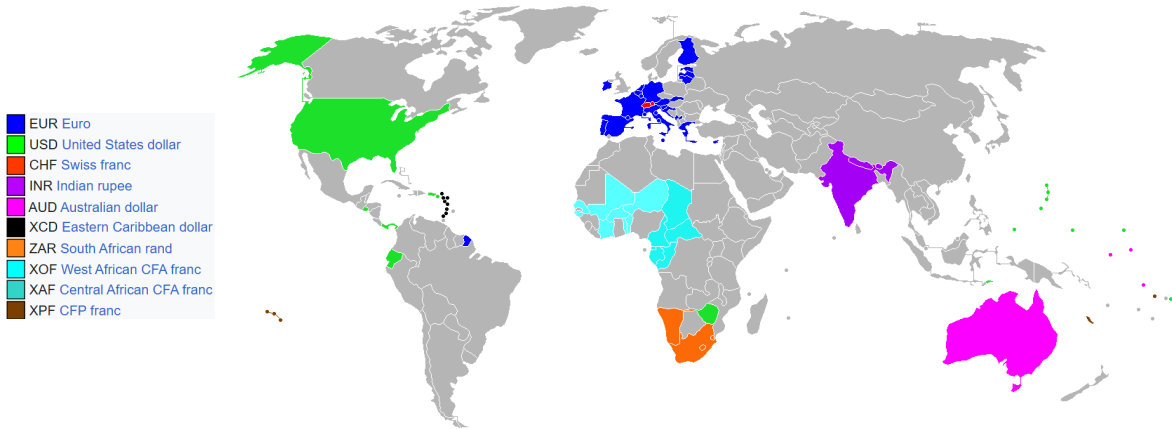 EUR Euro
USD United States dollar
CHF Swiss franc
INR Indian rupee
AUD Australian dollar
XCD Eastern Caribbean dollar
ZAR South African rand
XOF West African CFA franc
XAF Central African CFA franc
XPF CFP franc